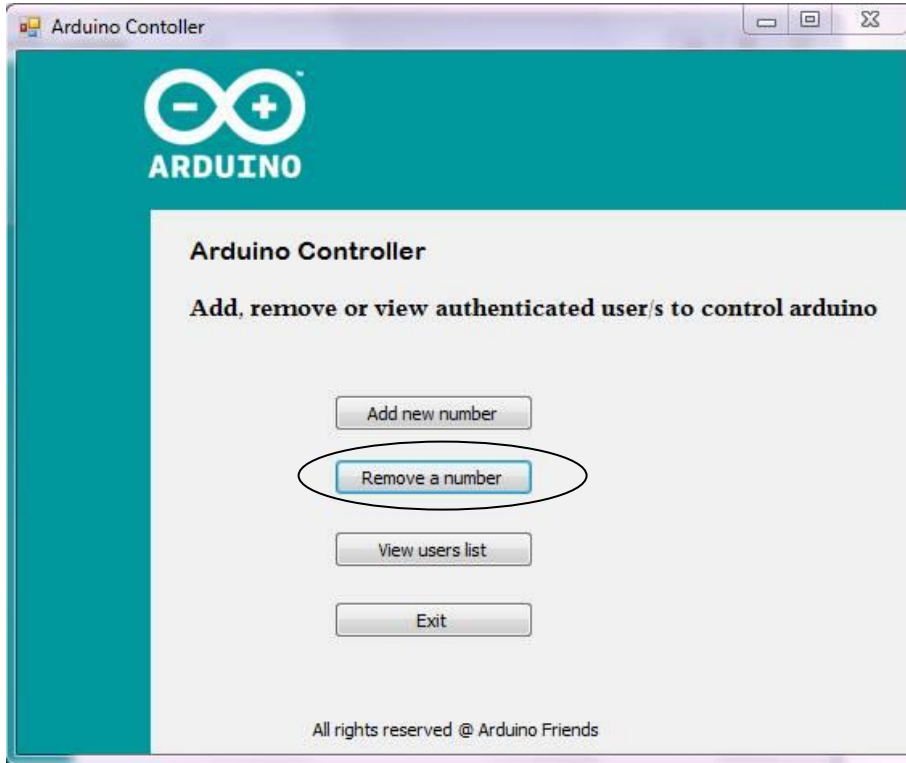 Arduino Contoller
ARDUINO
Arduino Controller
Add, remove or view authenticated user/s to control arduino
Add new number
Remove a number
View users list
Exit
All rights reserved @ Arduino Friends